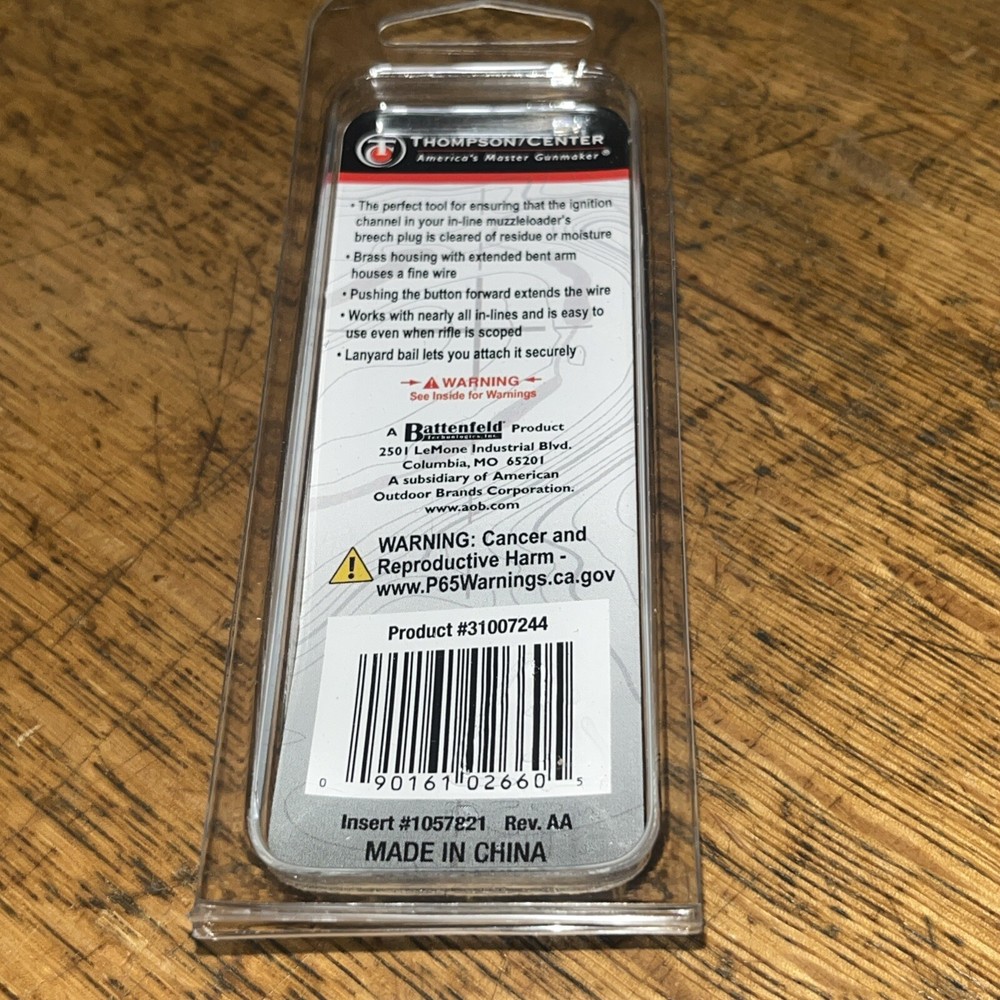 THOMPSON/CENTER
America's Master Gunmaker®
• The perfect tool for ensuring that the ignition
channel in your in-line muzzleloader's
breech plug is cleared of residue or moisture
• Brass housing with extended bent arm
houses a fine wire
• Pushing the button forward extends the wire
• Works with nearly all in-lines and is easy to
use even when rifle is scoped
• Lanyard bail lets you attach it securely
WARNING
See Inside for Warnings
A Battenfeld Product
Technologies, Inc.
2501 LeMone Industrial Blvd.
Columbia, MO 65201
A subsidiary of American
Outdoor Brands Corporation.
www.aob.com
WARNING: Cancer and
Reproductive Harm -
www.P65Warnings.ca.gov
Product #31007244
0 90161 02660 5
Insert #1057821 Rev. AA
MADE IN CHINA